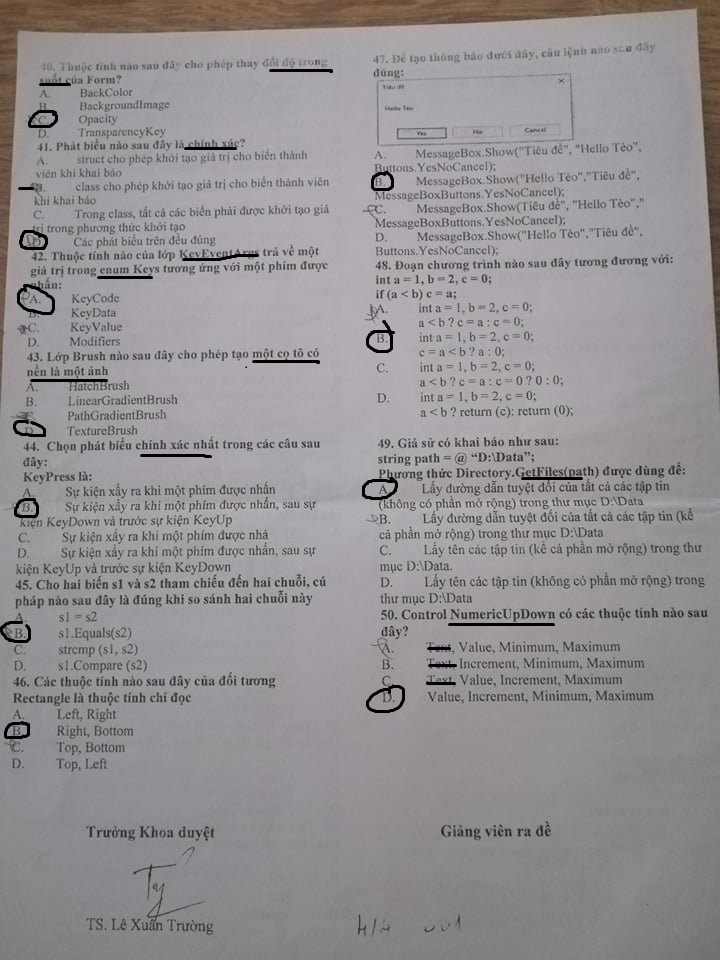 40. Thuộc tính nào sau đây cho phép thay đổi độ trong
suốt của Form?
A. BackColor
B. BackgroundImage
C. Opacity
D. TransparencyKey
41. Phát biểu nào sau đây là chính xác?
A. struct cho phép khởi tạo giá trị cho biến thành
viên khi khai báo
B. class cho phép khởi tạo giá trị cho biến thành viên
khi khai báo
C. Trong class, tất cả các biến phải được khởi tạo giá
trị trong phương thức khởi tạo
D. Các phát biểu trên đều đúng
42. Thuộc tính nào của lớp KeyEventArgs trả về một
giá trị trong enum Keys tương ứng với một phím được
nhấn:
A. KeyCode
B. KeyData
C. KeyValue
D. Modifiers
43. Lớp Brush nào sau đây cho phép tạo một cọ tô có
nền là một ảnh
A. HatchBrush
B. LinearGradientBrush
C. PathGradientBrush
D. TextureBrush
44. Chọn phát biểu chính xác nhất trong các câu sau
đây:
KeyPress là:
A. Sự kiện xẩy ra khi một phím được nhấn
B. Sự kiện xẩy ra khi một phím được nhấn, sau sự
kiện KeyDown và trước sự kiện KeyUp
C. Sự kiện xẩy ra khi một phím được nhả
D. Sự kiện xẩy ra khi một phím được nhấn, sau sự
kiện KeyUp và trước sự kiện KeyDown
45. Cho hai biến s1 và s2 tham chiếu đến hai chuỗi, cú
pháp nào sau đây là đúng khi so sánh hai chuỗi này
A. s1 = s2
B. s1.Equals(s2)
C. strcmp (s1, s2)
D. s1.Compare (s2)
46. Các thuộc tính nào sau đây của đối tương
Rectangle là thuộc tính chỉ đọc
A. Left, Right
B. Right, Bottom
C. Top, Bottom
D. Top, Left
Trưởng Khoa duyệt
TS. Lê Xuân Trường
47. Để tạo thông báo dưới đây, câu lệnh nào sau đây
đúng:
Tiêu đề
Hello Tèo
Yes No Cancel
A. MessageBox.Show("Tiêu đề", "Hello Tèo",
Buttons.YesNoCancel);
B. MessageBox.Show("Hello Tèo","Tiêu đề",
MessageBoxButtons.YesNoCancel);
C. MessageBox.Show(Tiêu đề", "Hello Tèo","
MessageBoxButtons.YesNoCancel);
D. MessageBox.Show("Hello Tèo","Tiêu đề",
Buttons.YesNoCancel);
48. Đoạn chương trình nào sau đây tương đương với:
int a = 1, b = 2, c = 0;
if (a < b) c = a;
A. int a = 1, b = 2, c = 0;
a < b ? c = a : c = 0;
B. int a = 1, b = 2, c = 0;
c = a < b ? a : 0;
C. int a = 1, b = 2, c = 0;
a < b ? c = a : c = 0 ? 0 : 0;
D. int a = 1, b = 2, c = 0;
a < b ? return (c): return (0);
49. Giả sử có khai báo như sau:
string path = @ “D:\Data”;
Phương thức Directory.GetFiles(path) được dùng để:
A. Lấy đường dẫn tuyệt đối của tất cả các tập tin
(không có phần mở rộng) trong thư mục D:\Data
B. Lấy đường dẫn tuyệt đối của tất cả các tập tin (kể
cả phần mở rộng) trong thư mục D:\Data
C. Lấy tên các tập tin (kể cả phần mở rộng) trong thư
mục D:\Data.
D. Lấy tên các tập tin (không có phần mở rộng) trong
thư mục D:\Data
50. Control NumericUpDown có các thuộc tính nào sau
đây?
A. Text, Value, Minimum, Maximum
B. Text, Increment, Minimum, Maximum
C. Text, Value, Increment, Maximum
D. Value, Increment, Minimum, Maximum
Giảng viên ra đề